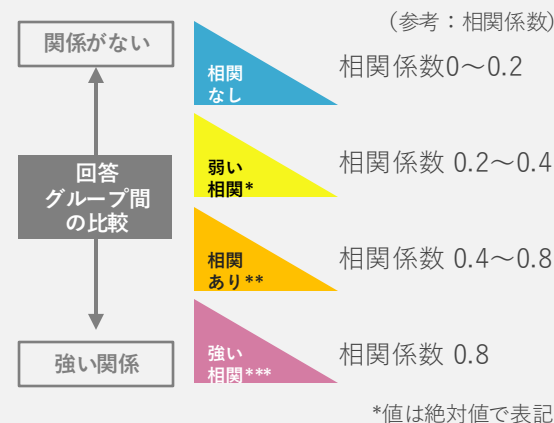 （参考：相関係数）
関係がない
相関
なし
相関係数0～0.2
回答
グループ間
の比較
弱い
相関*
相関係数 0.2～0.4
相関
あり**
相関係数 0.4～0.8
強い関係
強い
相関***
相関係数 0.8
*値は絶対値で表記